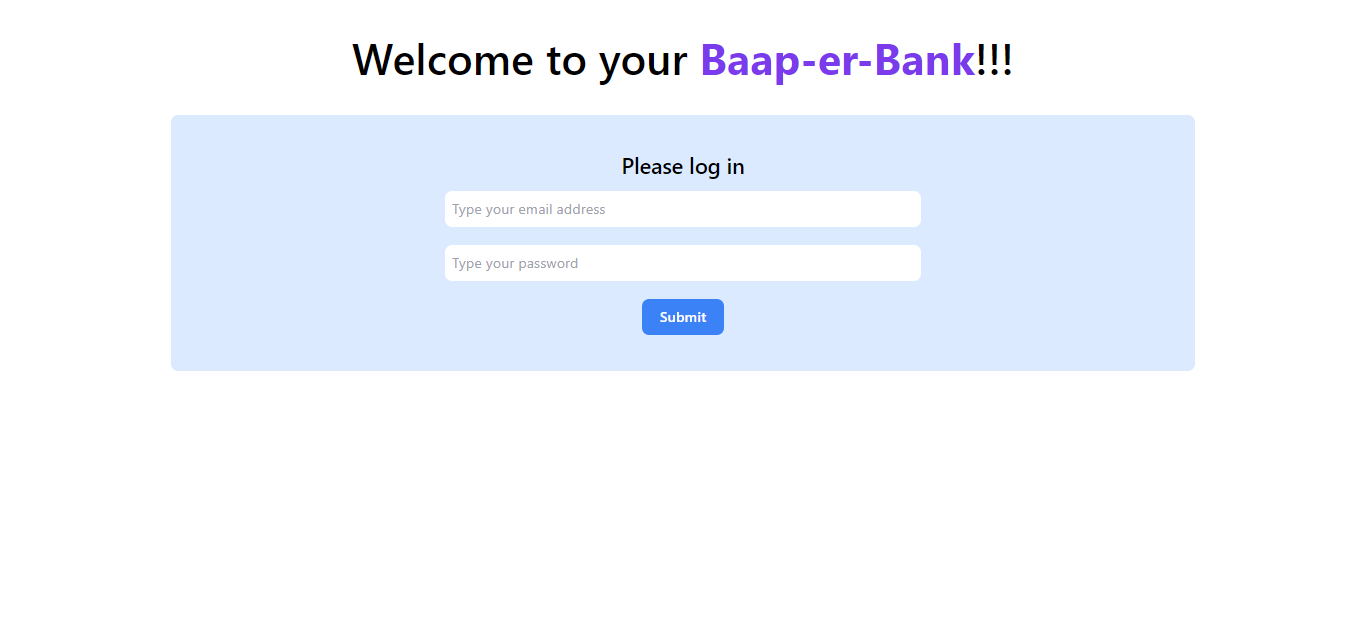 Welcome to your Baap-er-Bank!!!
Please log in
Type your email address
Type your password
Submit